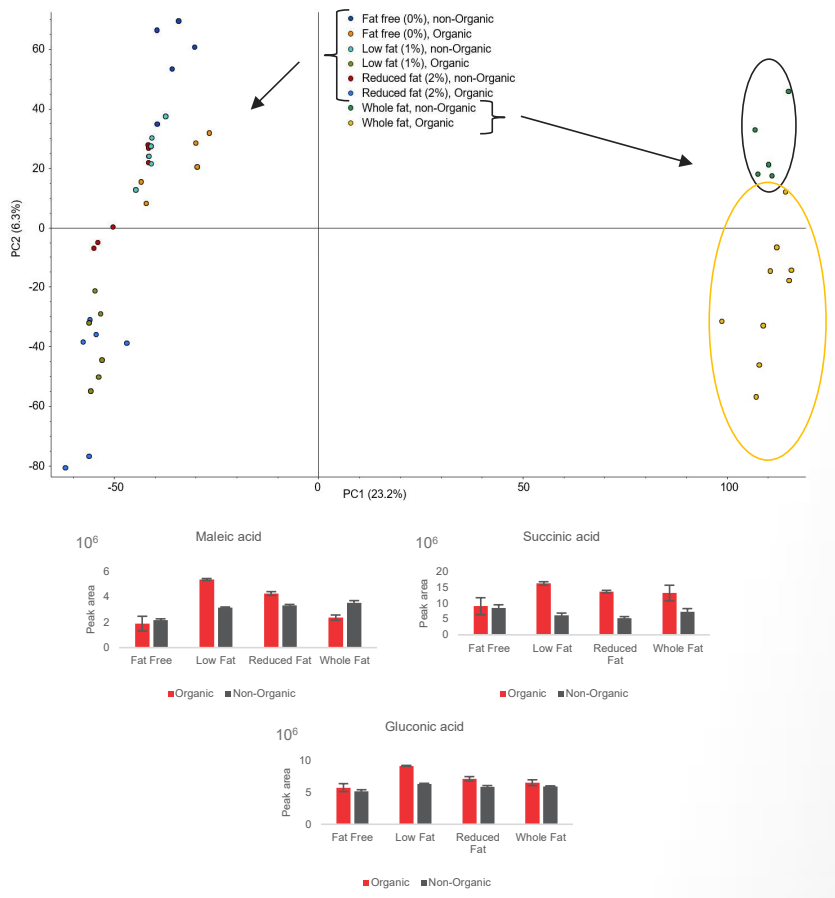 Fat free (0%), non-Organic
Fat free (0%), Organic
Low fat (1%), non-Organic
Low fat (1%), Organic
Reduced fat (2%), non-Organic
Reduced fat (2%), Organic
Whole fat, non-Organic
Whole fat, Organic
60
40
20
0
-20
-40
-60
-80
PC2 (6.3%)
-50
0
50
100
PC1 (23.2%)
Maleic acid
10⁶
Peak area
6
4
2
0
Fat Free
Low Fat
Reduced Fat
Whole Fat
Organic
Non-Organic
Succinic acid
10⁶
Peak area
20
15
10
5
0
Fat Free
Low Fat
Reduced
Fat
Whole Fat
Organic
Non-Organic
Gluconic acid
10⁶
Peak area
10
5
0
Fat Free
Low Fat
Reduced
Fat
Whole Fat
Organic
Non-Organic